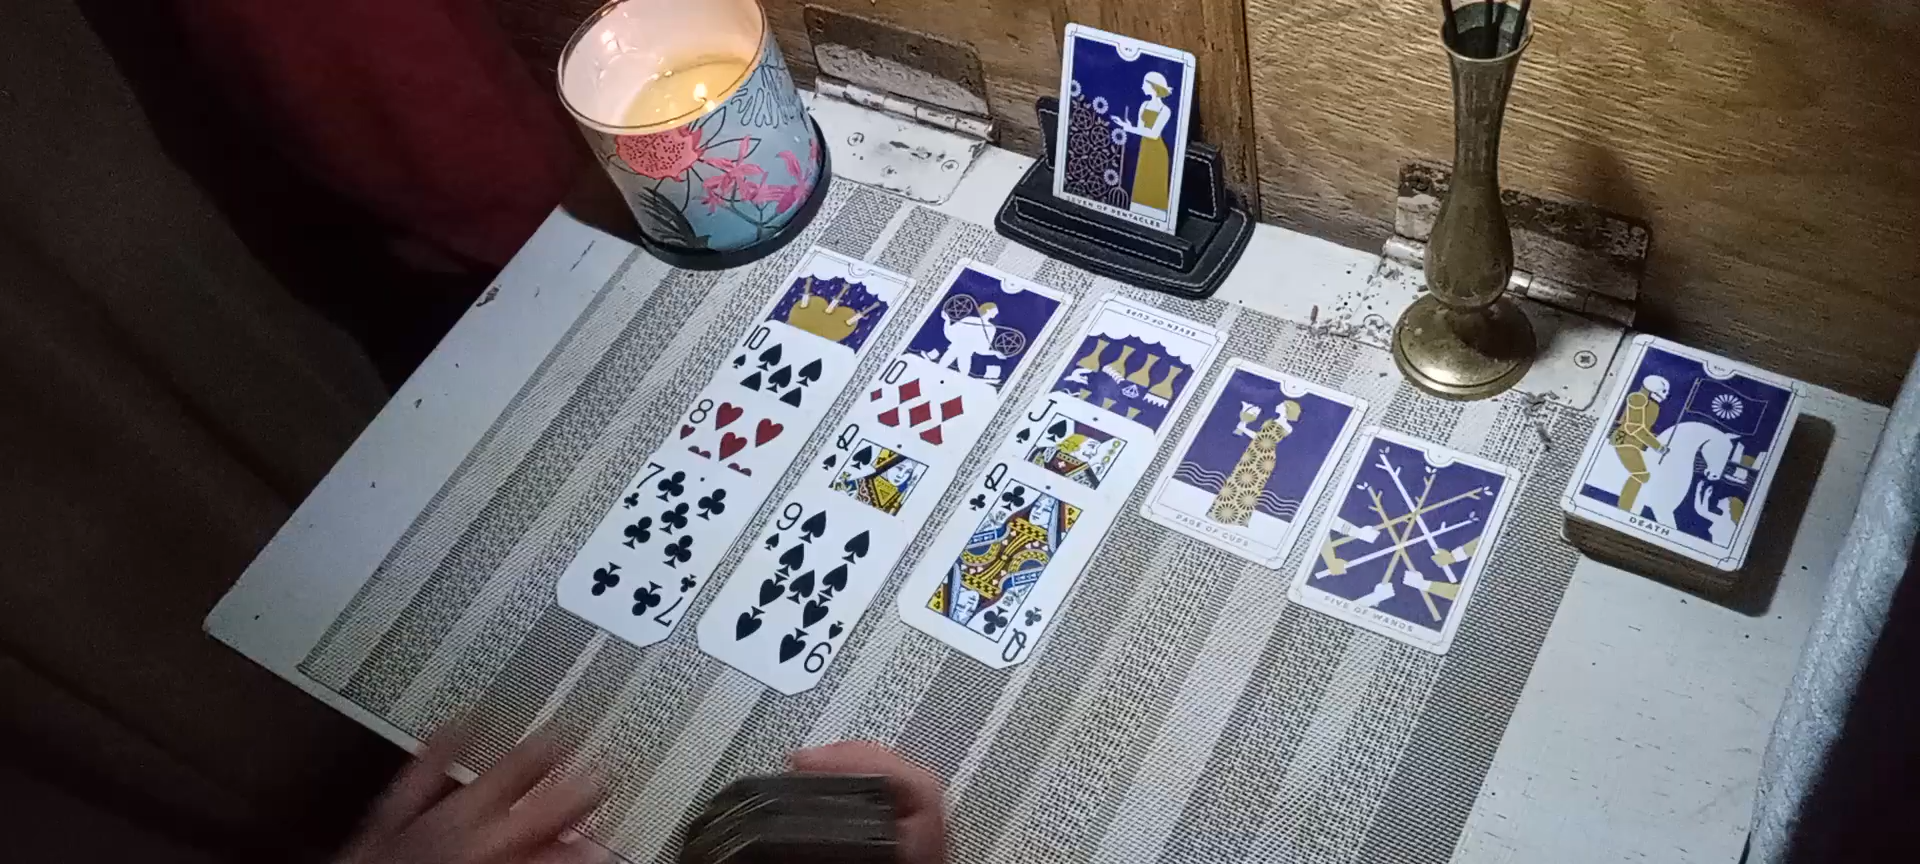 SEVEN OF PENTACLES
SEVEN OF CUPS
10
10
J
8
Q
Q
7
9
7
6
Q
PAGE OF CUPS
FIVE OF WANDS
DEATH